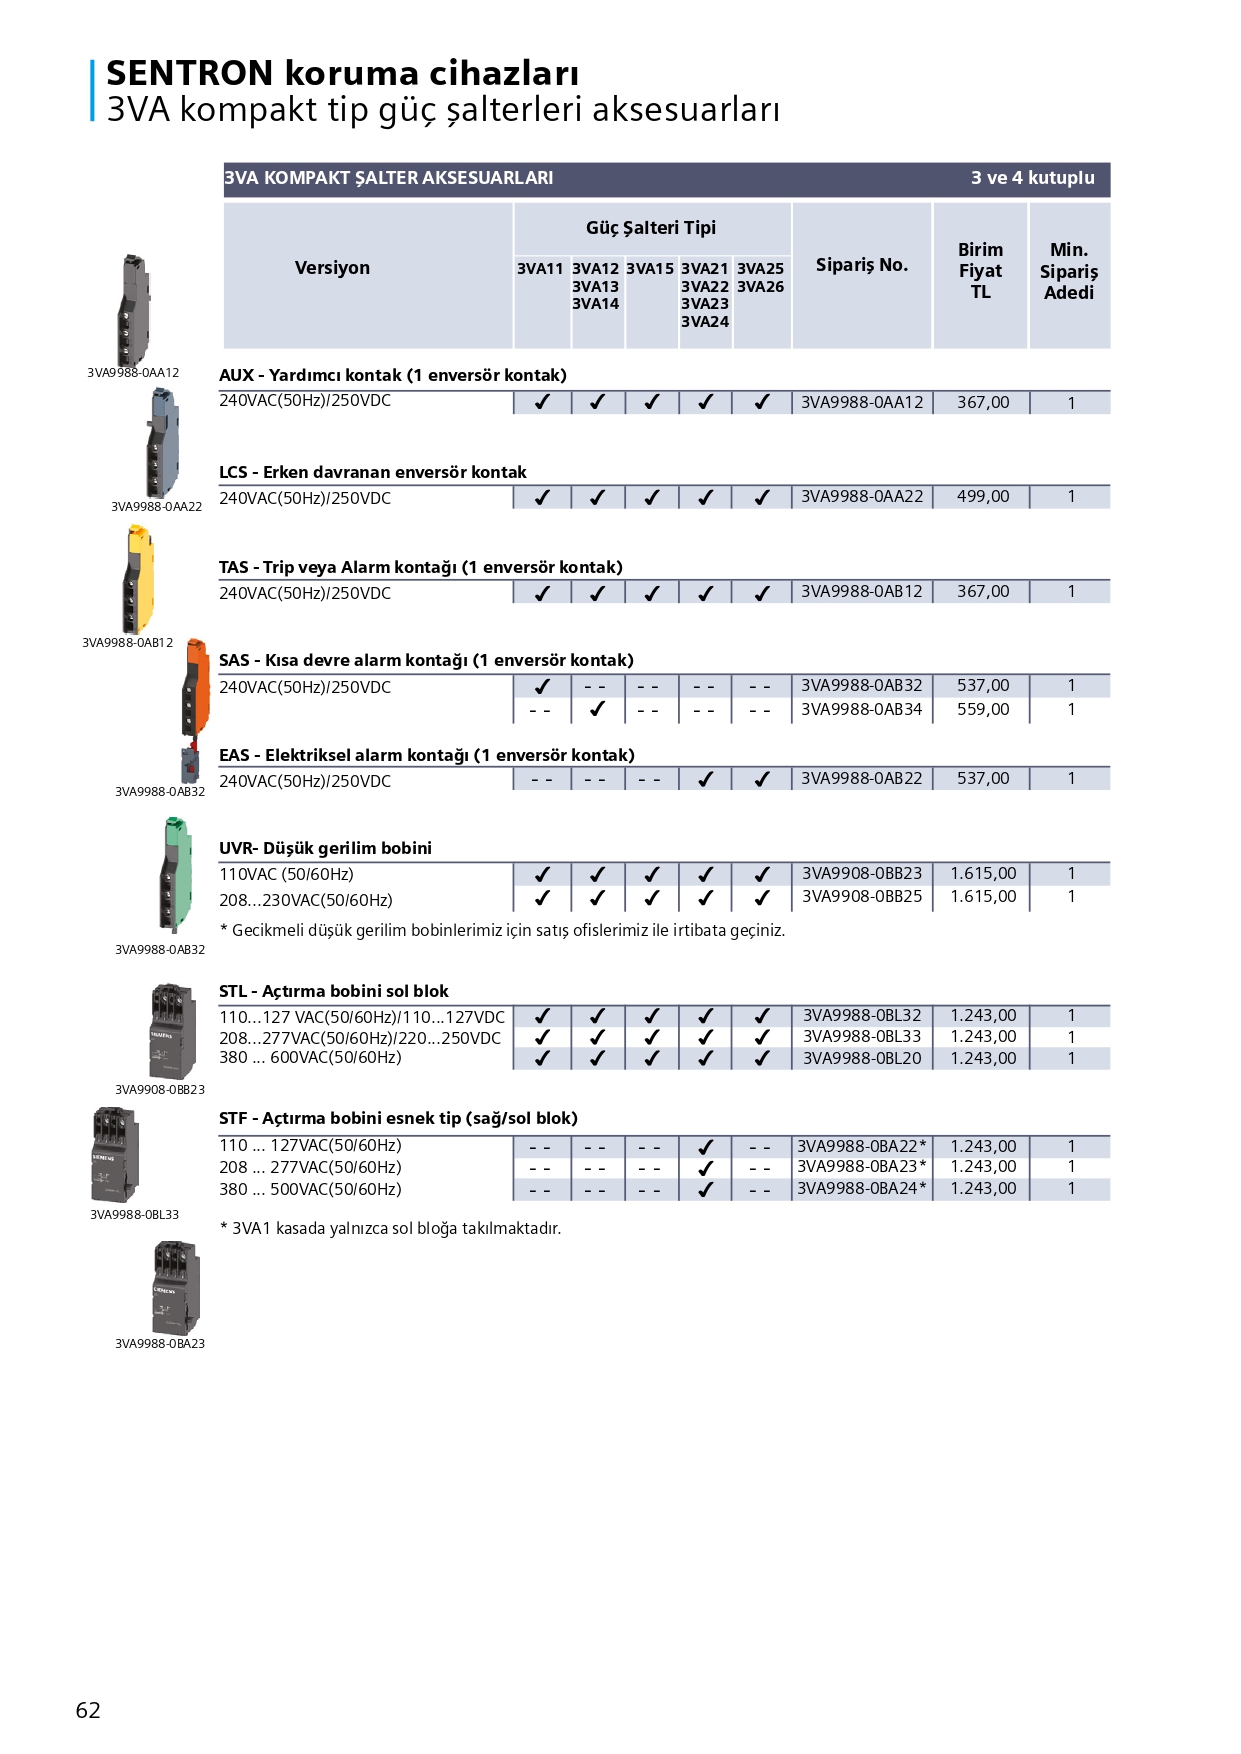 SENTRON koruma cihazları
3VA kompakt tip güç şalterleri aksesuarları
3VA KOMPAKT ŞALTER AKSESUARLARI 3 ve 4 kutuplu
Versiyon
Güç Şalteri Tipi
3VA11 3VA12 3VA15 3VA21 3VA25
3VA13 3VA22 3VA26
3VA14 3VA23
3VA24
Sipariş No.
Birim
Fiyat
TL
Min.
Sipariş
Adedi
3VA9988-0AA12
AUX - Yardımcı kontak (1 enversör kontak)
240VAC(50Hz)/250VDC ✓ ✓ ✓ ✓ ✓ 3VA9988-0AA12 367,00 1
LCS - Erken davranan enversör kontak
240VAC(50Hz)/250VDC ✓ ✓ ✓ ✓ ✓ 3VA9988-0AA22 499,00 1
3VA9988-0AA22
TAS - Trip veya Alarm kontağı (1 enversör kontak)
240VAC(50Hz)/250VDC ✓ ✓ ✓ ✓ ✓ 3VA9988-0AB12 367,00 1
3VA9988-0AB12
SAS - Kısa devre alarm kontağı (1 enversör kontak)
240VAC(50Hz)/250VDC ✓ - - - - - - - - 3VA9988-0AB32 537,00 1
- - ✓ - - - - - - 3VA9988-0AB34 559,00 1
EAS - Elektriksel alarm kontağı (1 enversör kontak)
240VAC(50Hz)/250VDC - - - - - - ✓ ✓ 3VA9988-0AB22 537,00 1
3VA9988-0AB32
UVR- Düşük gerilim bobini
110VAC (50/60Hz) ✓ ✓ ✓ ✓ ✓ 3VA9908-0BB23 1.615,00 1
208...230VAC(50/60Hz) ✓ ✓ ✓ ✓ ✓ 3VA9908-0BB25 1.615,00 1
* Gecikmeli düşük gerilim bobinlerimiz için satış ofislerimiz ile irtibata geçiniz.
3VA9988-0AB32
STL - Açtırma bobini sol blok
110...127 VAC(50/60Hz)/110...127VDC ✓ ✓ ✓ ✓ ✓ 3VA9988-0BL32 1.243,00 1
208...277VAC(50/60Hz)/220...250VDC ✓ ✓ ✓ ✓ ✓ 3VA9988-0BL33 1.243,00 1
380 ... 600VAC(50/60Hz) ✓ ✓ ✓ ✓ ✓ 3VA9988-0BL20 1.243,00 1
SIEMENS
3VA9908-0BB23
STF - Açtırma bobini esnek tip (sağ/sol blok)
110 ... 127VAC(50/60Hz) - - - - - - ✓ - - 3VA9988-0BA22* 1.243,00 1
208 ... 277VAC(50/60Hz) - - - - - - ✓ - - 3VA9988-0BA23* 1.243,00 1
380 ... 500VAC(50/60Hz) - - - - - - ✓ - - 3VA9988-0BA24* 1.243,00 1
SIEMENS
3VA9988-0BL33
* 3VA1 kasada yalnızca sol bloğa takılmaktadır.
SIEMENS
3VA9988-0BA23
62